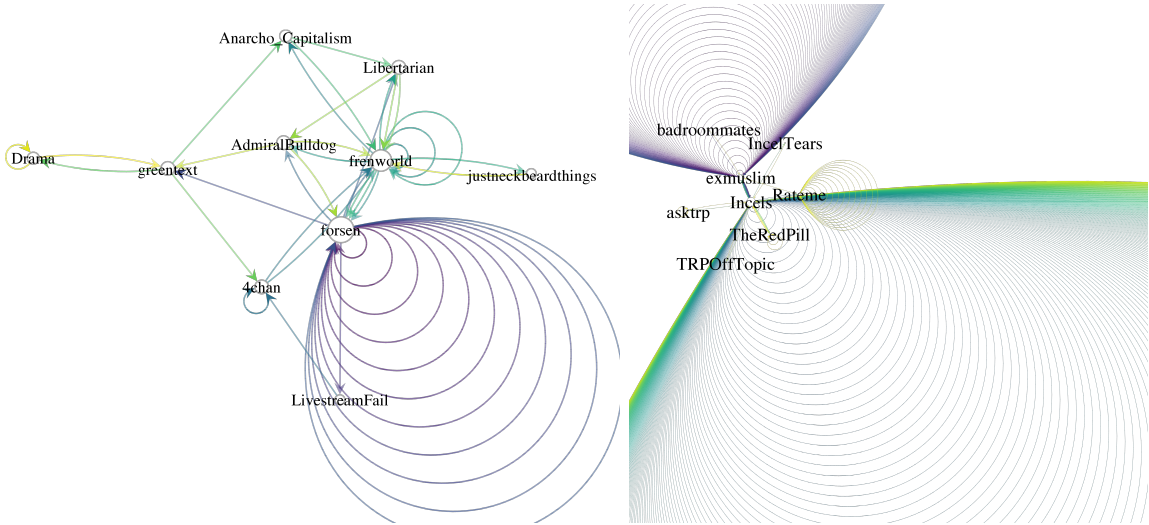 Anarcho_Capitalism
Libertarian
Drama
AdmiralBulldog
greentext
frenworld
justneckbeardthings
forsen
4chan
LivestreamFail
badroommates
IncelTears
exmuslim
Rateme
Incels
asktrp
TheRedPill
TRPOffTopic